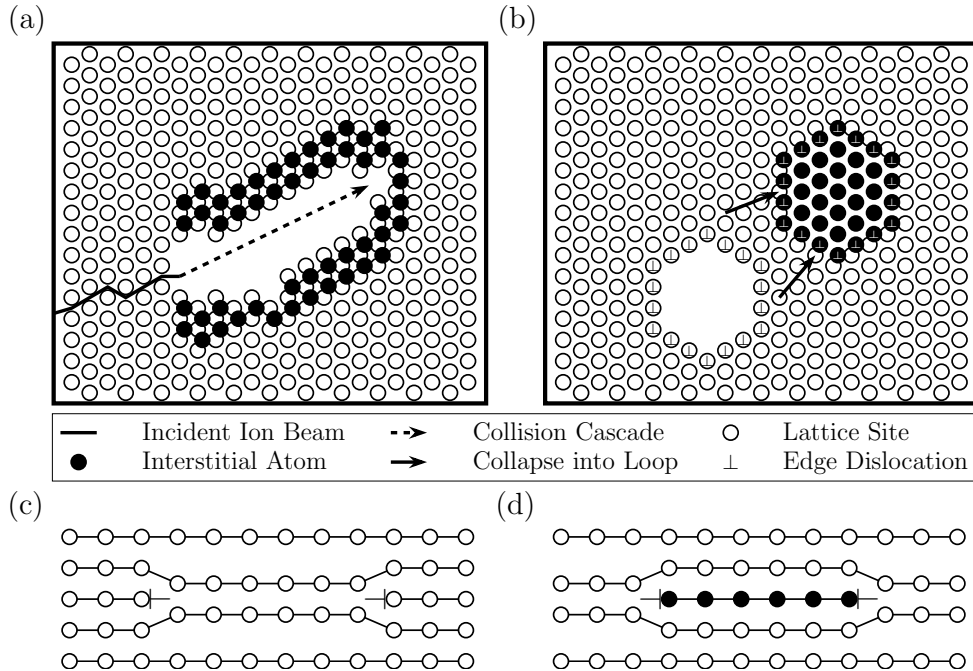 (a) (b)
Incident Ion Beam Collision Cascade Lattice Site
Interstitial Atom Collapse into Loop ⊥ Edge Dislocation
(c) (d)